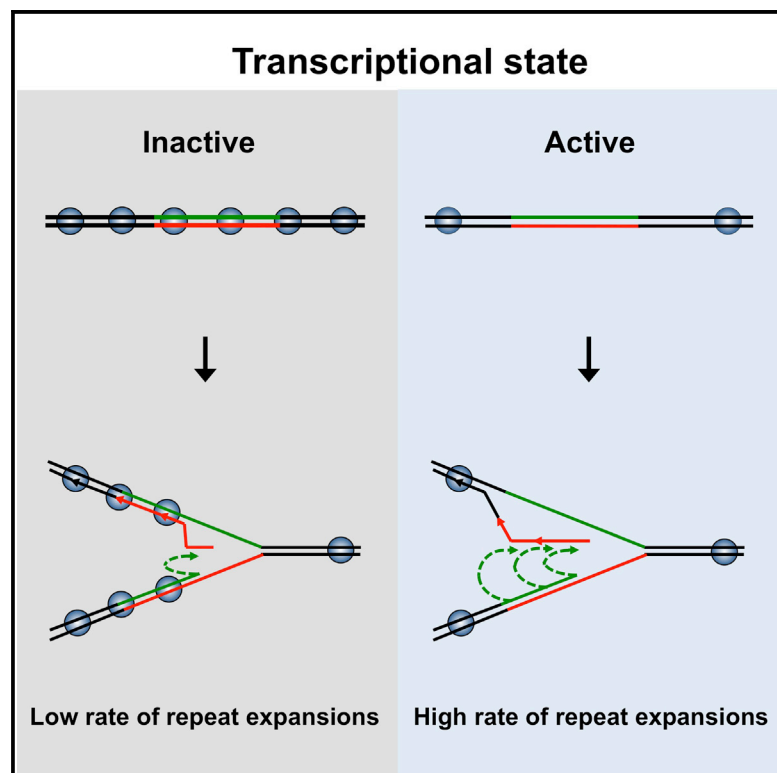 Transcriptional state
Inactive
Active
Low rate of repeat expansions
High rate of repeat expansions